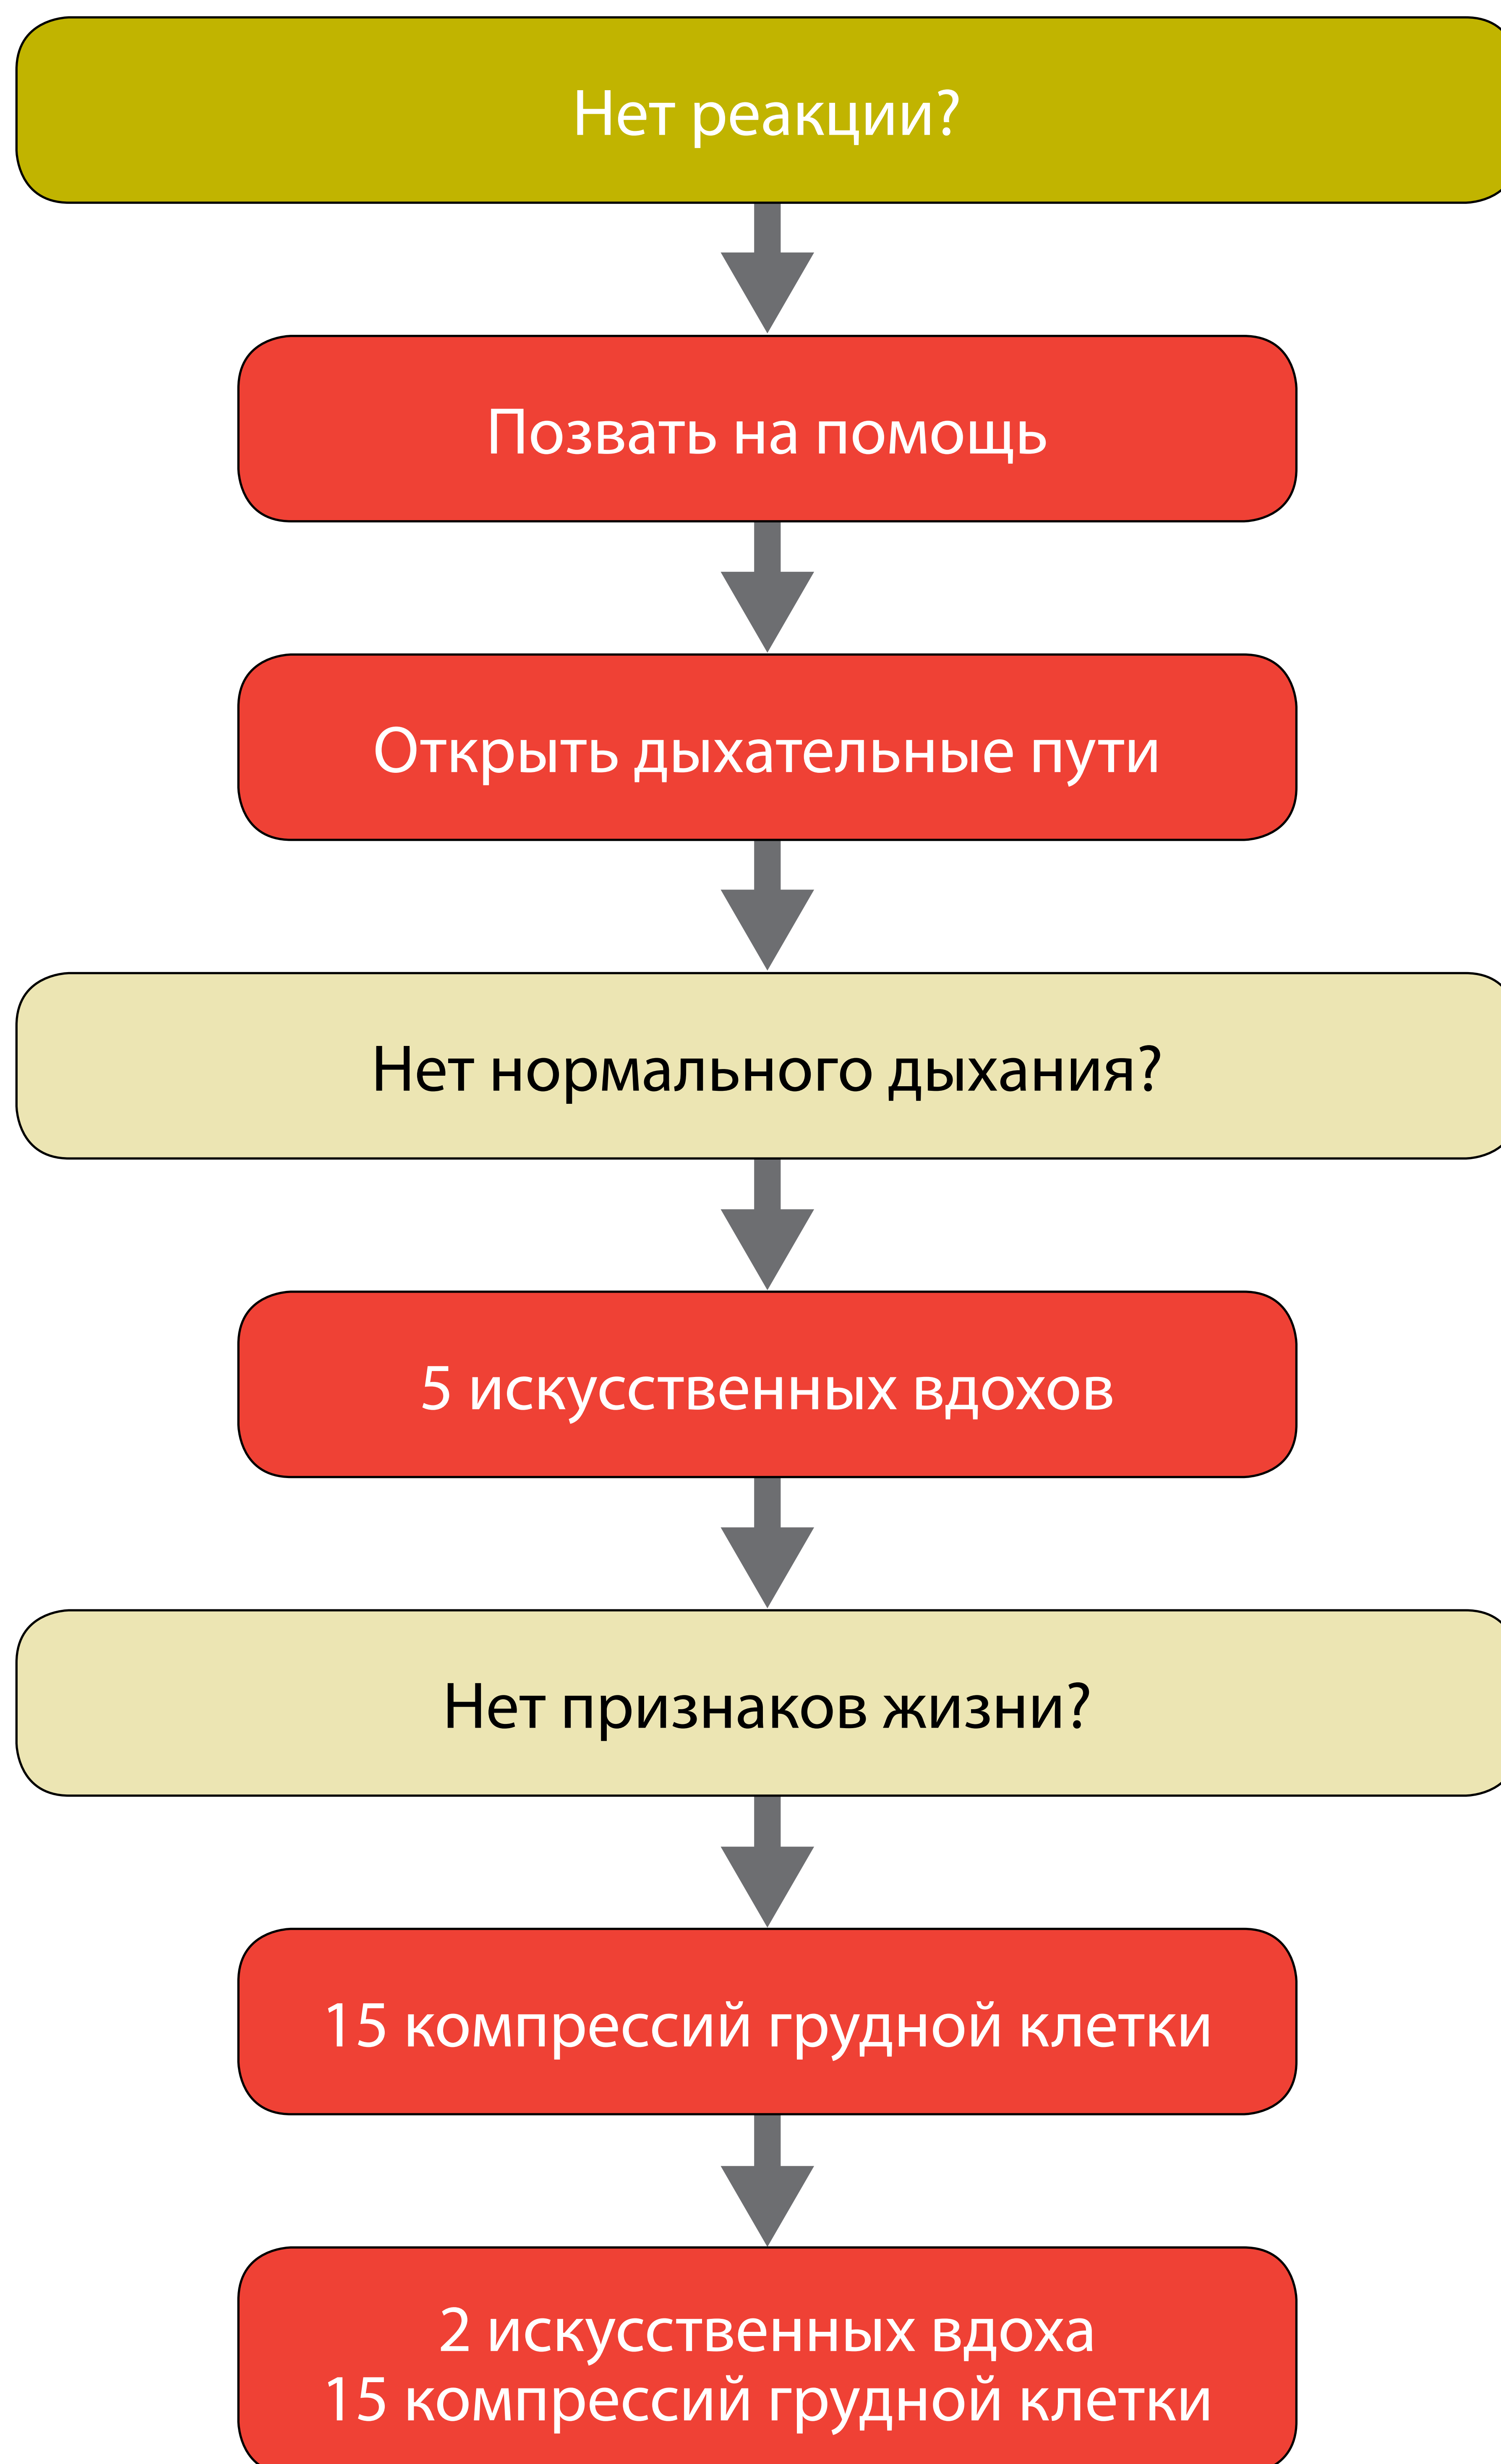 Нет реакции?
Позвать на помощь
Открыть дыхательные пути
Нет нормального дыхания?
5 искусственных вдохов
Нет признаков жизни?
15 компрессий грудной клетки
2 искусственных вдоха
15 компрессий грудной клетки